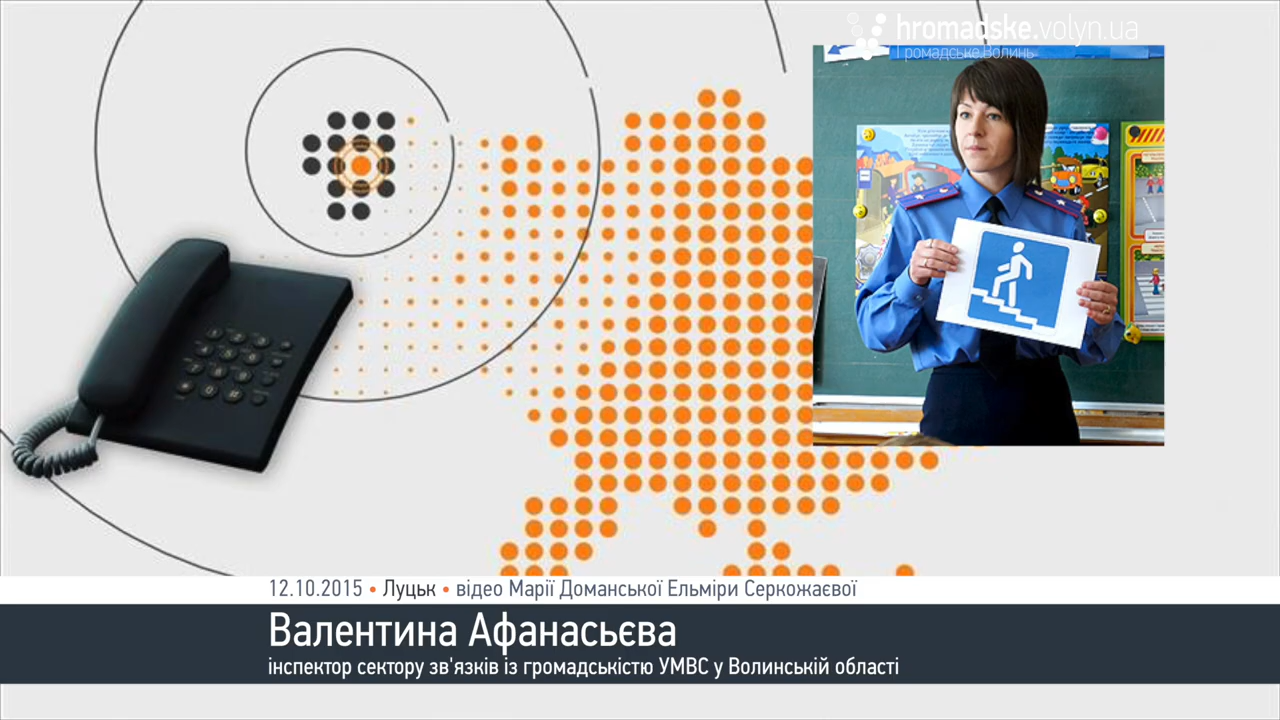 hromadske.volyn.ua
Громадське.Волинь
12.10.2015 • Луцьк • відео Марії Доманської Ельміри Серкожаєвої
Валентина Афанасьєва
інспектор сектору зв'язків із громадськістю УМВС у Волинській області